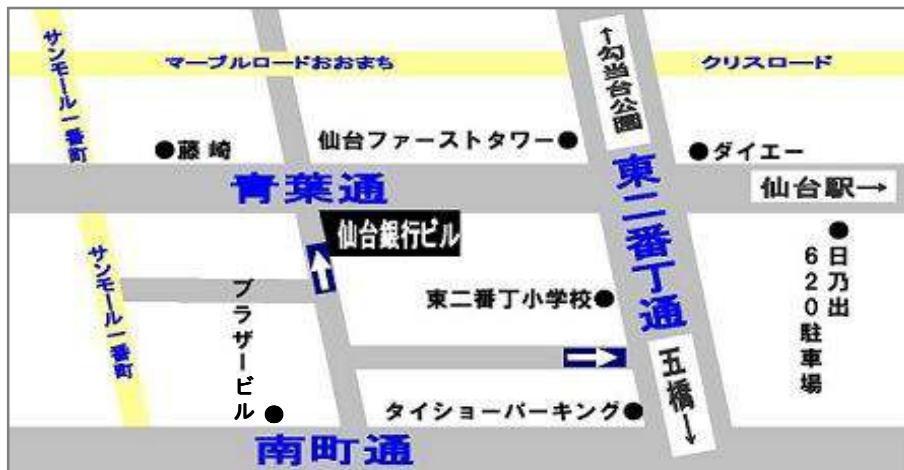 サンモール一番町
マーブルロードおおまち
↑勾当台公園
クリスロード
●藤崎
仙台ファーストタワー●
●ダイエー
青葉通
東二番丁通
仙台駅→
仙台銀行ビル
サンモール一番町
ブラザービル●
東二番丁小学校●
●日乃出
620駐車場
五橋→
タイショーパーキング●
南町通